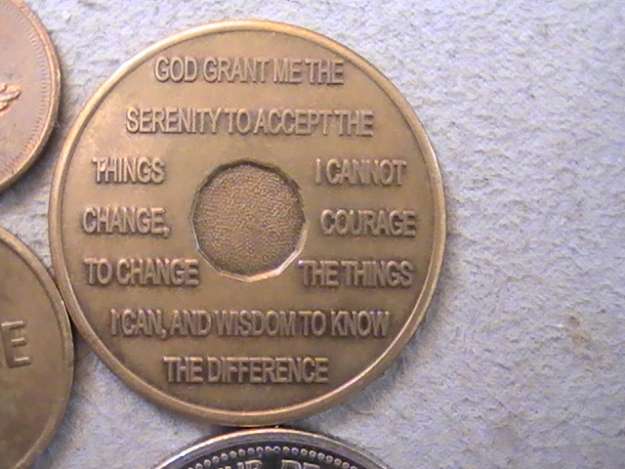 GOD GRANT ME THE
SERENITY TO ACCEPT THE
THINGS I CANNOT
CHANGE, COURAGE
TO CHANGE THE THINGS
I CAN, AND WISDOM TO KNOW
THE DIFFERENCE
E